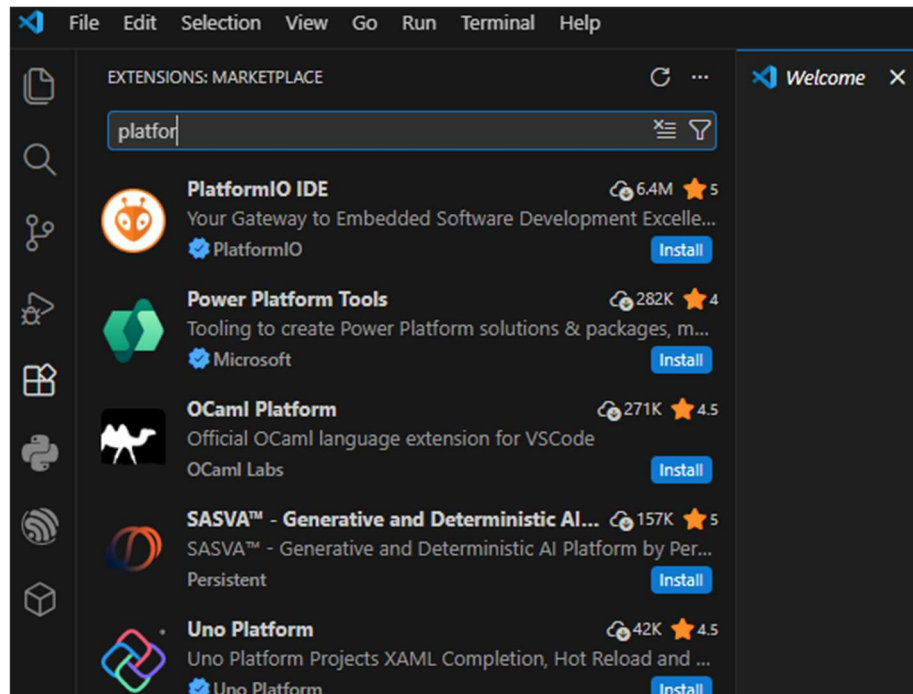 File Edit Selection View Go Run Terminal Help
EXTENSIONS: MARKETPLACE
Welcome
platfor
PlatformIO IDE 6.4M 5
Your Gateway to Embedded Software Development Excelle...
PlatformIO Install
Power Platform Tools 282K 4
Tooling to create Power Platform solutions & packages, m...
Microsoft Install
OCaml Platform 271K 4.5
Official OCaml language extension for VSCode
OCaml Labs Install
SASVA™ - Generative and Deterministic AI... 157K 5
SASVA™ - Generative and Deterministic AI Platform by Per...
Persistent Install
Uno Platform 42K 4.5
Uno Platform Projects XAML Completion, Hot Reload and ...
Uno Platform Install